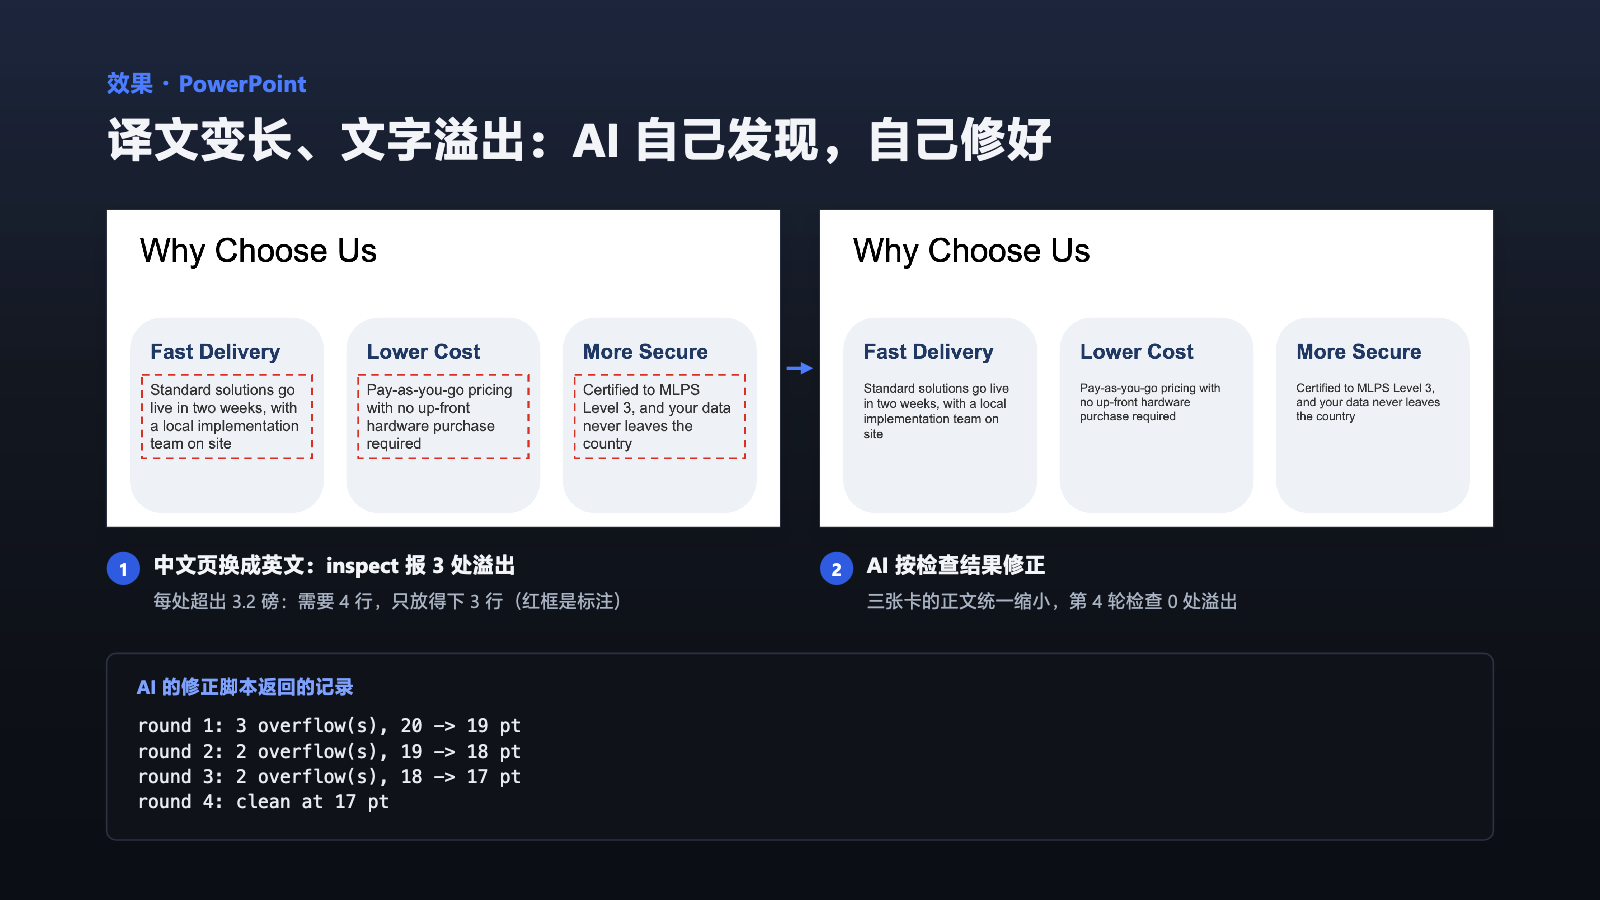 效果 · PowerPoint
译文变长、文字溢出：AI 自己发现，自己修好
Why Choose Us
Fast Delivery
Standard solutions go
live in two weeks, with
a local implementation
team on site
Lower Cost
Pay-as-you-go pricing
with no up-front
hardware purchase
required
More Secure
Certified to MLPS
Level 3, and your data
never leaves the
country
Why Choose Us
Fast Delivery
Standard solutions go live
in two weeks, with a local
implementation team on
site
Lower Cost
Pay-as-you-go pricing with
no up-front hardware
purchase required
More Secure
Certified to MLPS Level 3,
and your data never leaves
the country
1 中文页换成英文：inspect 报 3 处溢出
每处超出 3.2 磅：需要 4 行，只放得下 3 行（红框是标注）
2 AI 按检查结果修正
三张卡的正文统一缩小，第 4 轮检查 0 处溢出
AI 的修正脚本返回的记录
round 1: 3 overflow(s), 20 -> 19 pt
round 2: 2 overflow(s), 19 -> 18 pt
round 3: 2 overflow(s), 18 -> 17 pt
round 4: clean at 17 pt